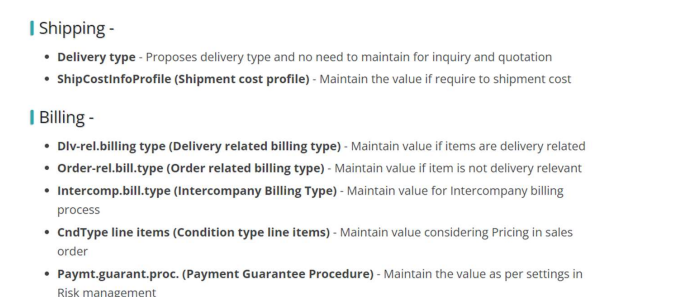 Shipping -
Delivery type - Proposes delivery type and no need to maintain for inquiry and quotation
ShipCostInfoProfile (Shipment cost profile) - Maintain the value if require to shipment cost
Billing -
Dlv-rel.billing type (Delivery related billing type) - Maintain value if items are delivery related
Order-rel.bill.type (Order related billing type) - Maintain value if item is not delivery relevant
Intercomp.bill.type (Intercompany Billing Type) - Maintain value for Intercompany billing
process
CndType line items (Condition type line items) - Maintain value considering Pricing in sales
order
Paymt.guarant.proc. (Payment Guarantee Procedure) - Maintain the value as per settings in
Risk management